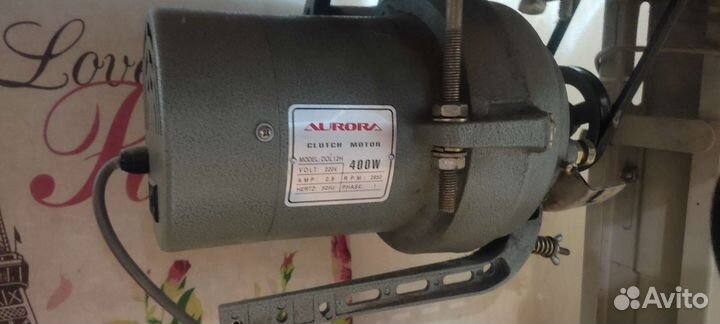 Love
AURORA
CLUTCH MOTOR
MODEL: DOL12H
400W
VOLT: 220V
AMP: 2.8 R.P.M: 2850
HERTZ: 50Hz PHASE: 1
Avito